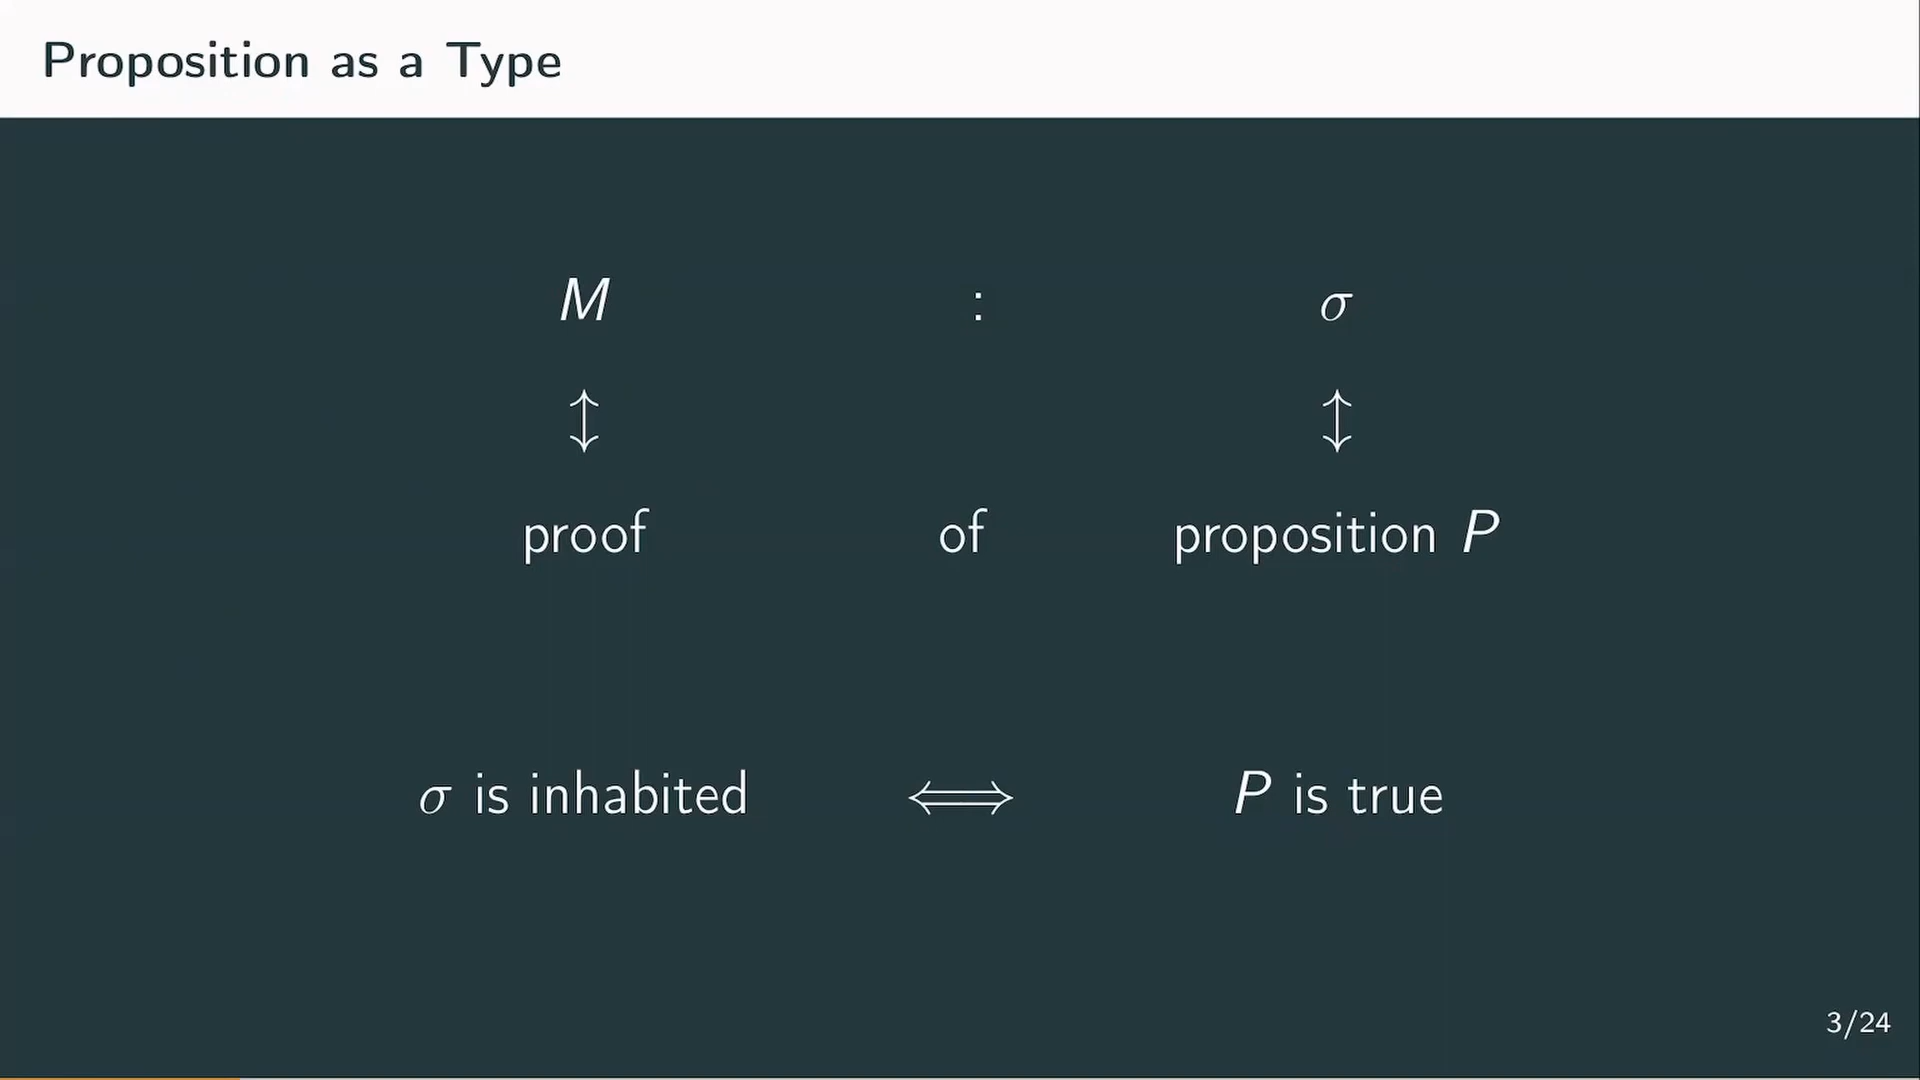 Proposition as a Type
M : σ
↕ ↕
proof of proposition P
σ is inhabited ⟺ P is true
3/24